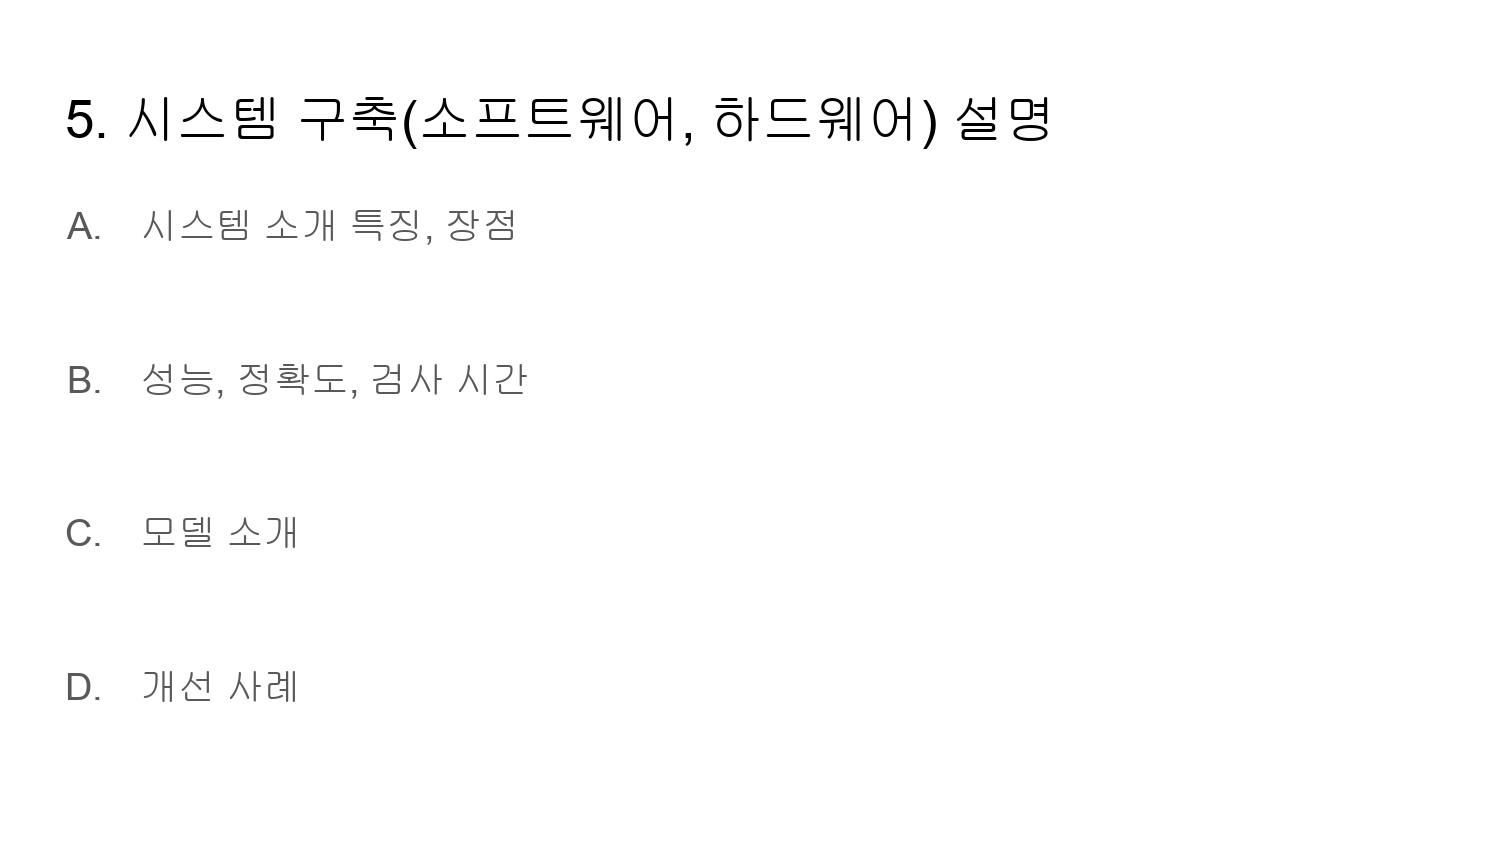 5. 시스템 구축(소프트웨어, 하드웨어) 설명
A. 시스템 소개 특징, 장점
B. 성능, 정확도, 검사 시간
C. 모델 소개
D. 개선 사례